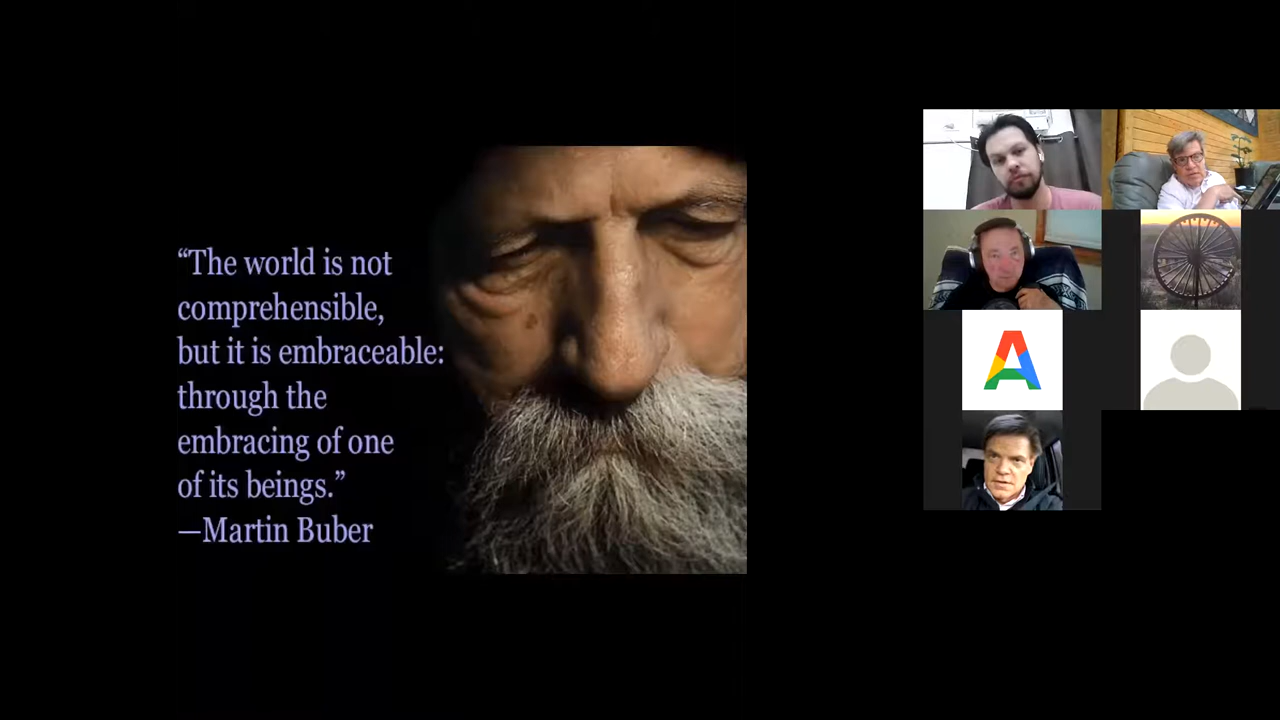 “The world is not
comprehensible,
but it is embraceable:
through the
embracing of one
of its beings.”
—Martin Buber
A